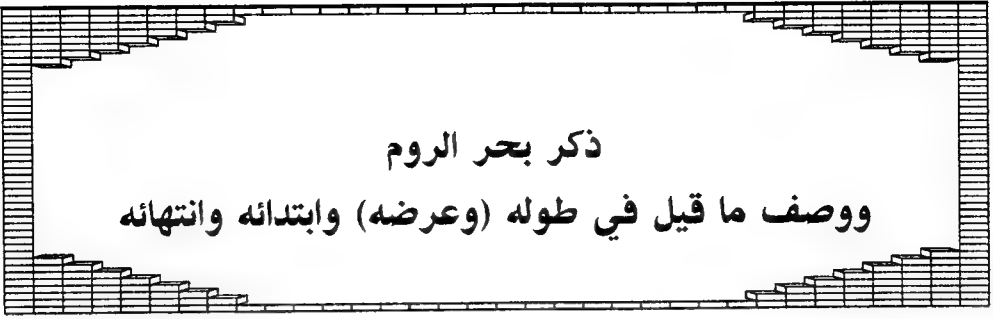 ذكر بحر الروم
ووصف ما قيل في طوله (وعرضه) وابتدائه وانتهائه